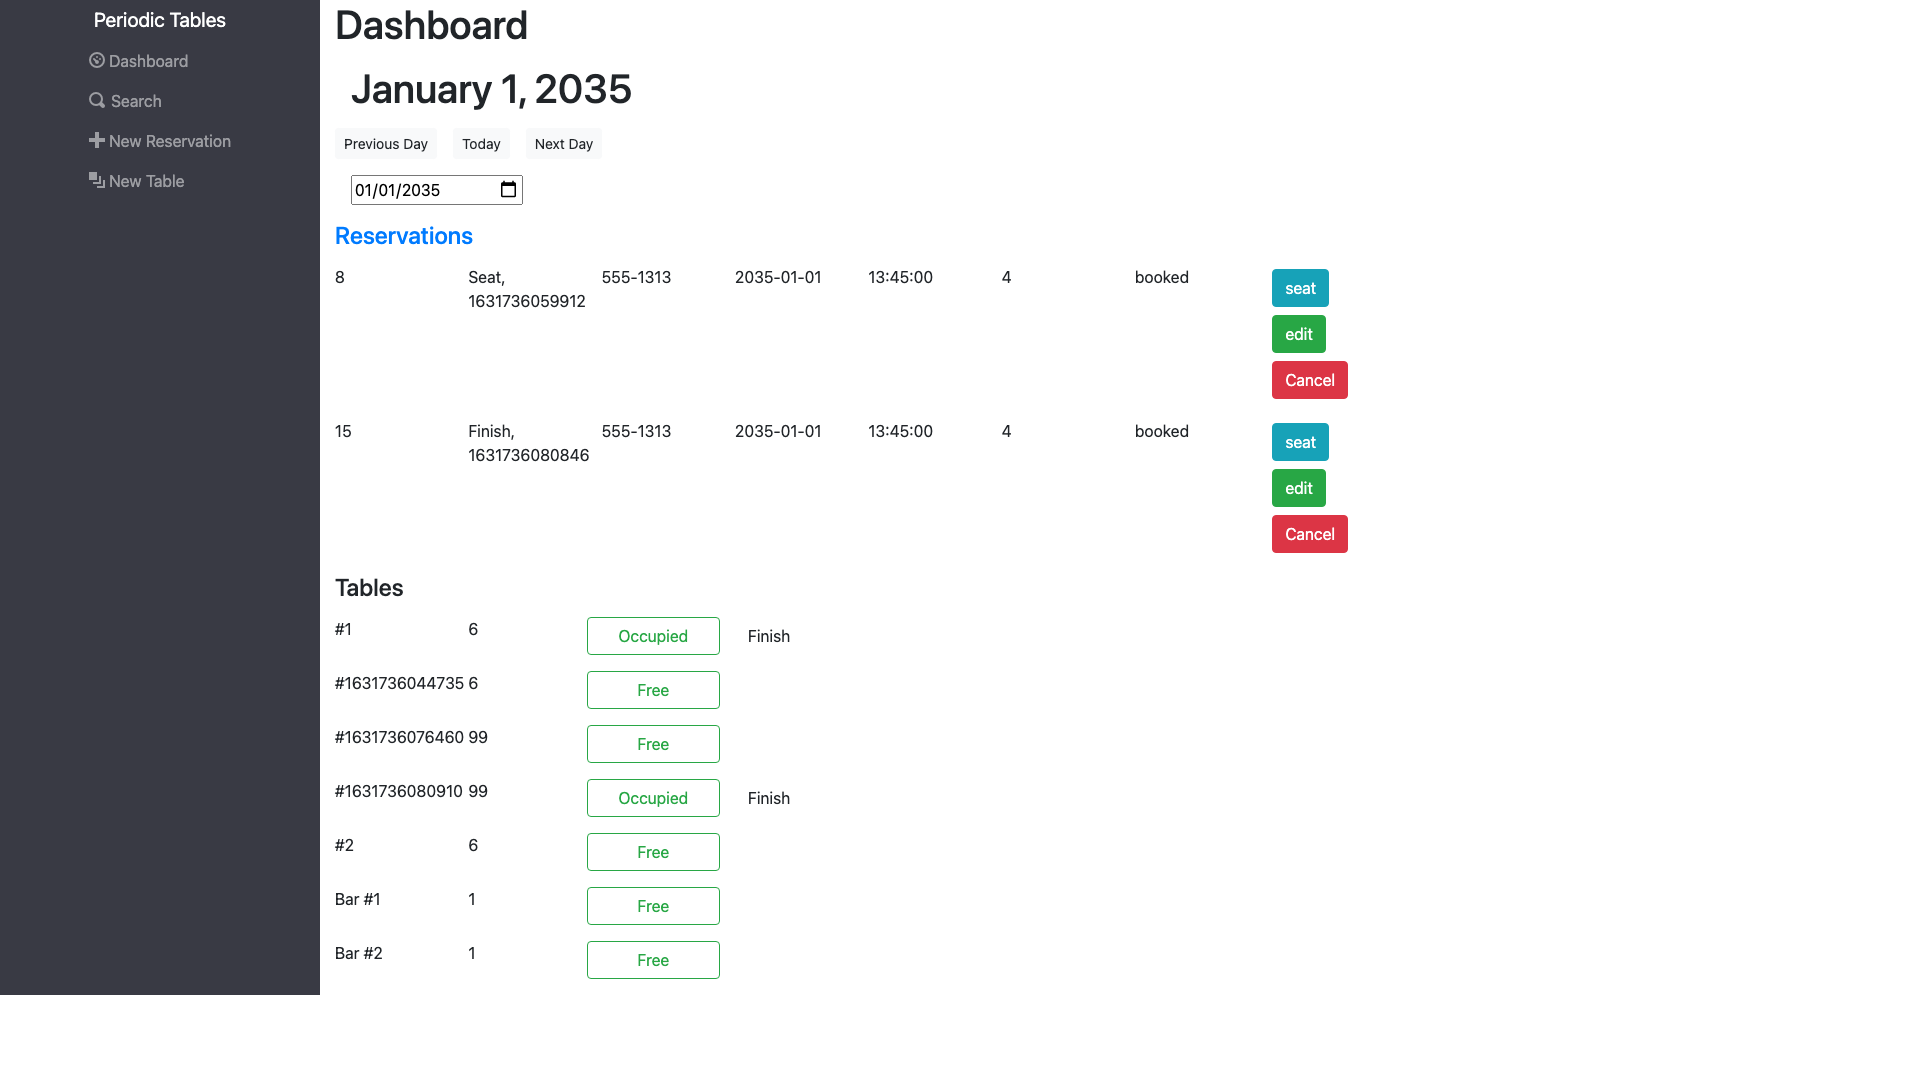 Periodic Tables
Dashboard
Search
New Reservation
New Table
Dashboard
January 1, 2035
Previous Day Today Next Day
01/01/2035
Reservations
8 Seat, 555-1313 2035-01-01 13:45:00 4 booked seat
1631736059912
edit
Cancel
15 Finish, 555-1313 2035-01-01 13:45:00 4 booked seat
1631736080846
edit
Cancel
Tables
#1 6 Occupied Finish
#1631736044735 6 Free
#1631736076460 99 Free
#1631736080910 99 Occupied Finish
#2 6 Free
Bar #1 1 Free
Bar #2 1 Free